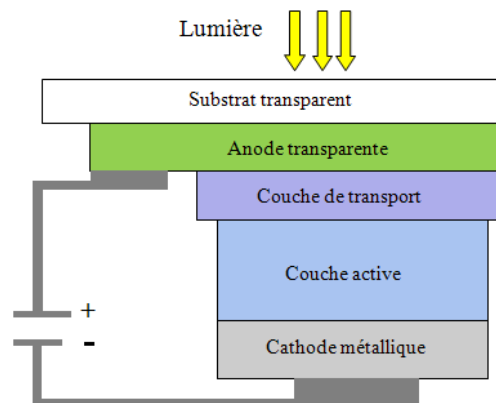 Lumière
Substrat transparent
Anode transparente
Couche de transport
Couche active
+
-
Cathode métallique